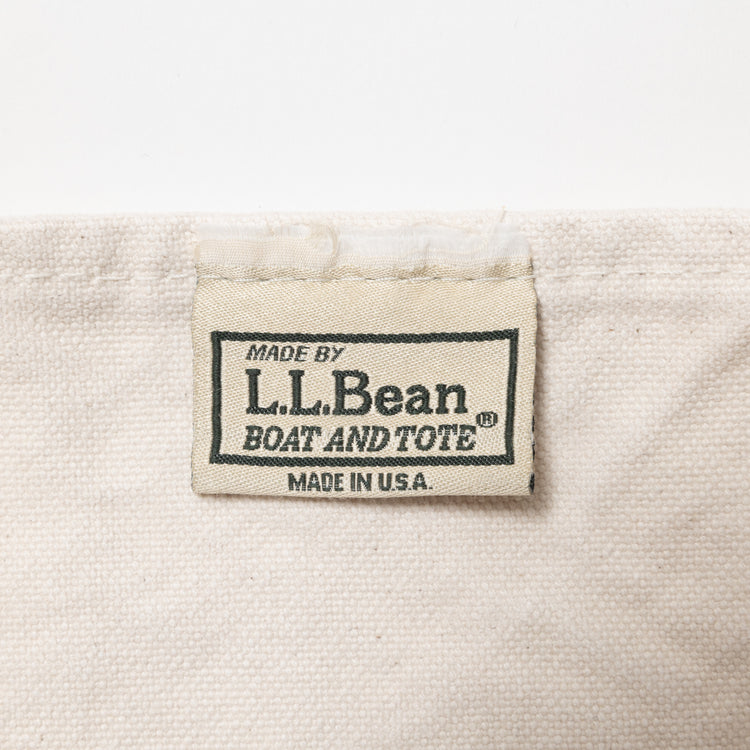 MADE BY
L.L.Bean
BOAT AND TOTE®
MADE IN U.S.A.